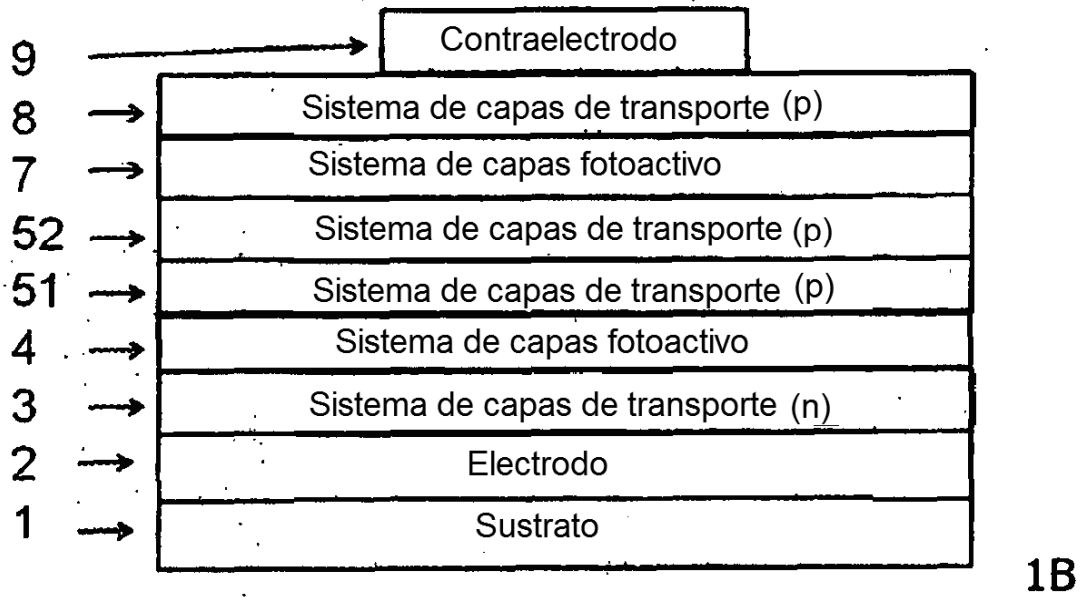 9 Contraelectrodo
8 Sistema de capas de transporte (p)
7 Sistema de capas fotoactivo
52 Sistema de capas de transporte (p)
51 Sistema de capas de transporte (p)
4 Sistema de capas fotoactivo
3 Sistema de capas de transporte (n)
2 Electrodo
1 Sustrato
1B